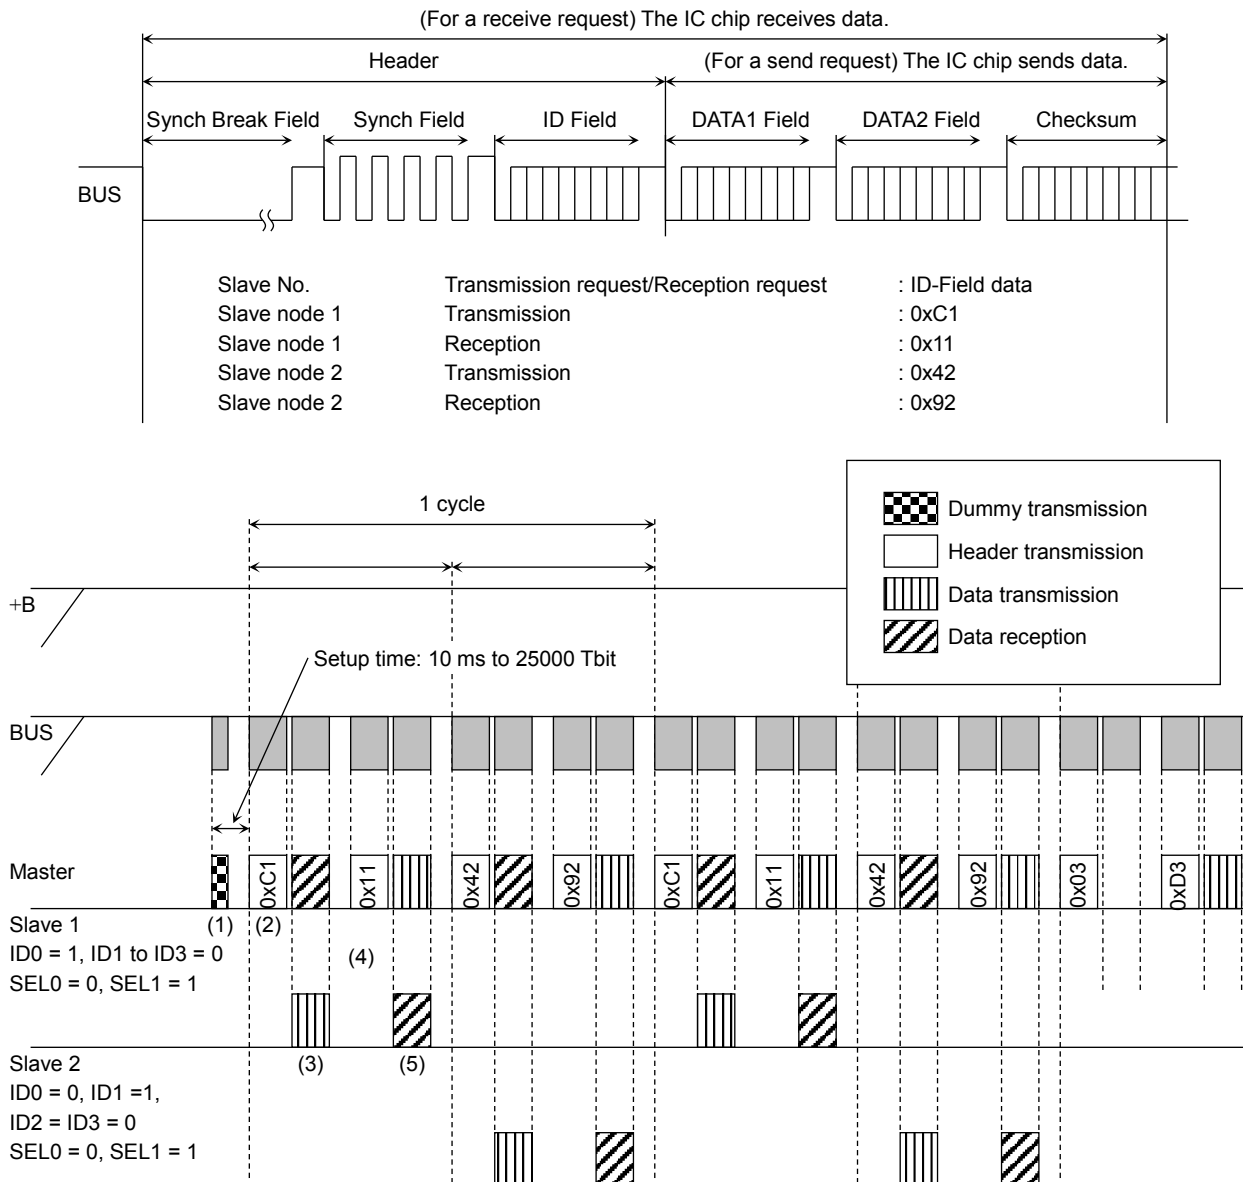 (For a receive request) The IC chip receives data.
Header
(For a send request) The IC chip sends data.
Synch Break Field
Synch Field
ID Field
DATA1 Field
DATA2 Field
Checksum
BUS
Slave No. Transmission request/Reception request : ID-Field data
Slave node 1 Transmission : 0xC1
Slave node 1 Reception : 0x11
Slave node 2 Transmission : 0x42
Slave node 2 Reception : 0x92
1 cycle
Dummy transmission
Header transmission
Data transmission
Data reception
+B
Setup time: 10 ms to 25000 Tbit
BUS
Master
0xC1
0x11
0x42
0x92
0xC1
0x11
0x42
0x92
0x03
0xD3
Slave 1
(1)
(2)
ID0 = 1, ID1 to ID3 = 0
(4)
SEL0 = 0, SEL1 = 1
Slave 2
(3)
(5)
ID0 = 0, ID1 =1,
ID2 = ID3 = 0
SEL0 = 0, SEL1 = 1